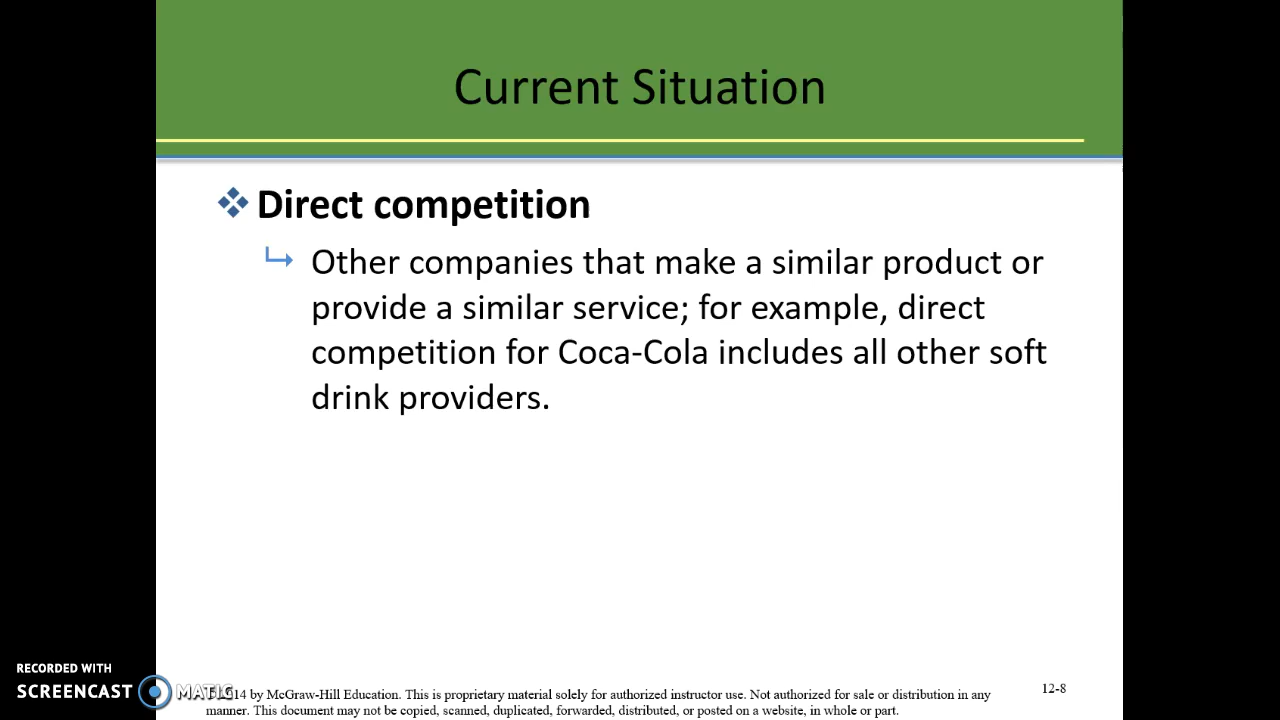 Current Situation
Direct competition
Other companies that make a similar product or
provide a similar service; for example, direct
competition for Coca-Cola includes all other soft
drink providers.
RECORDED WITH
SCREENCAST MATIC
14 by McGraw-Hill Education. This is proprietary material solely for authorized instructor use. Not authorized for sale or distribution in any
manner. This document may not be copied, scanned, duplicated, forwarded, distributed, or posted on a website, in whole or part.
12-8